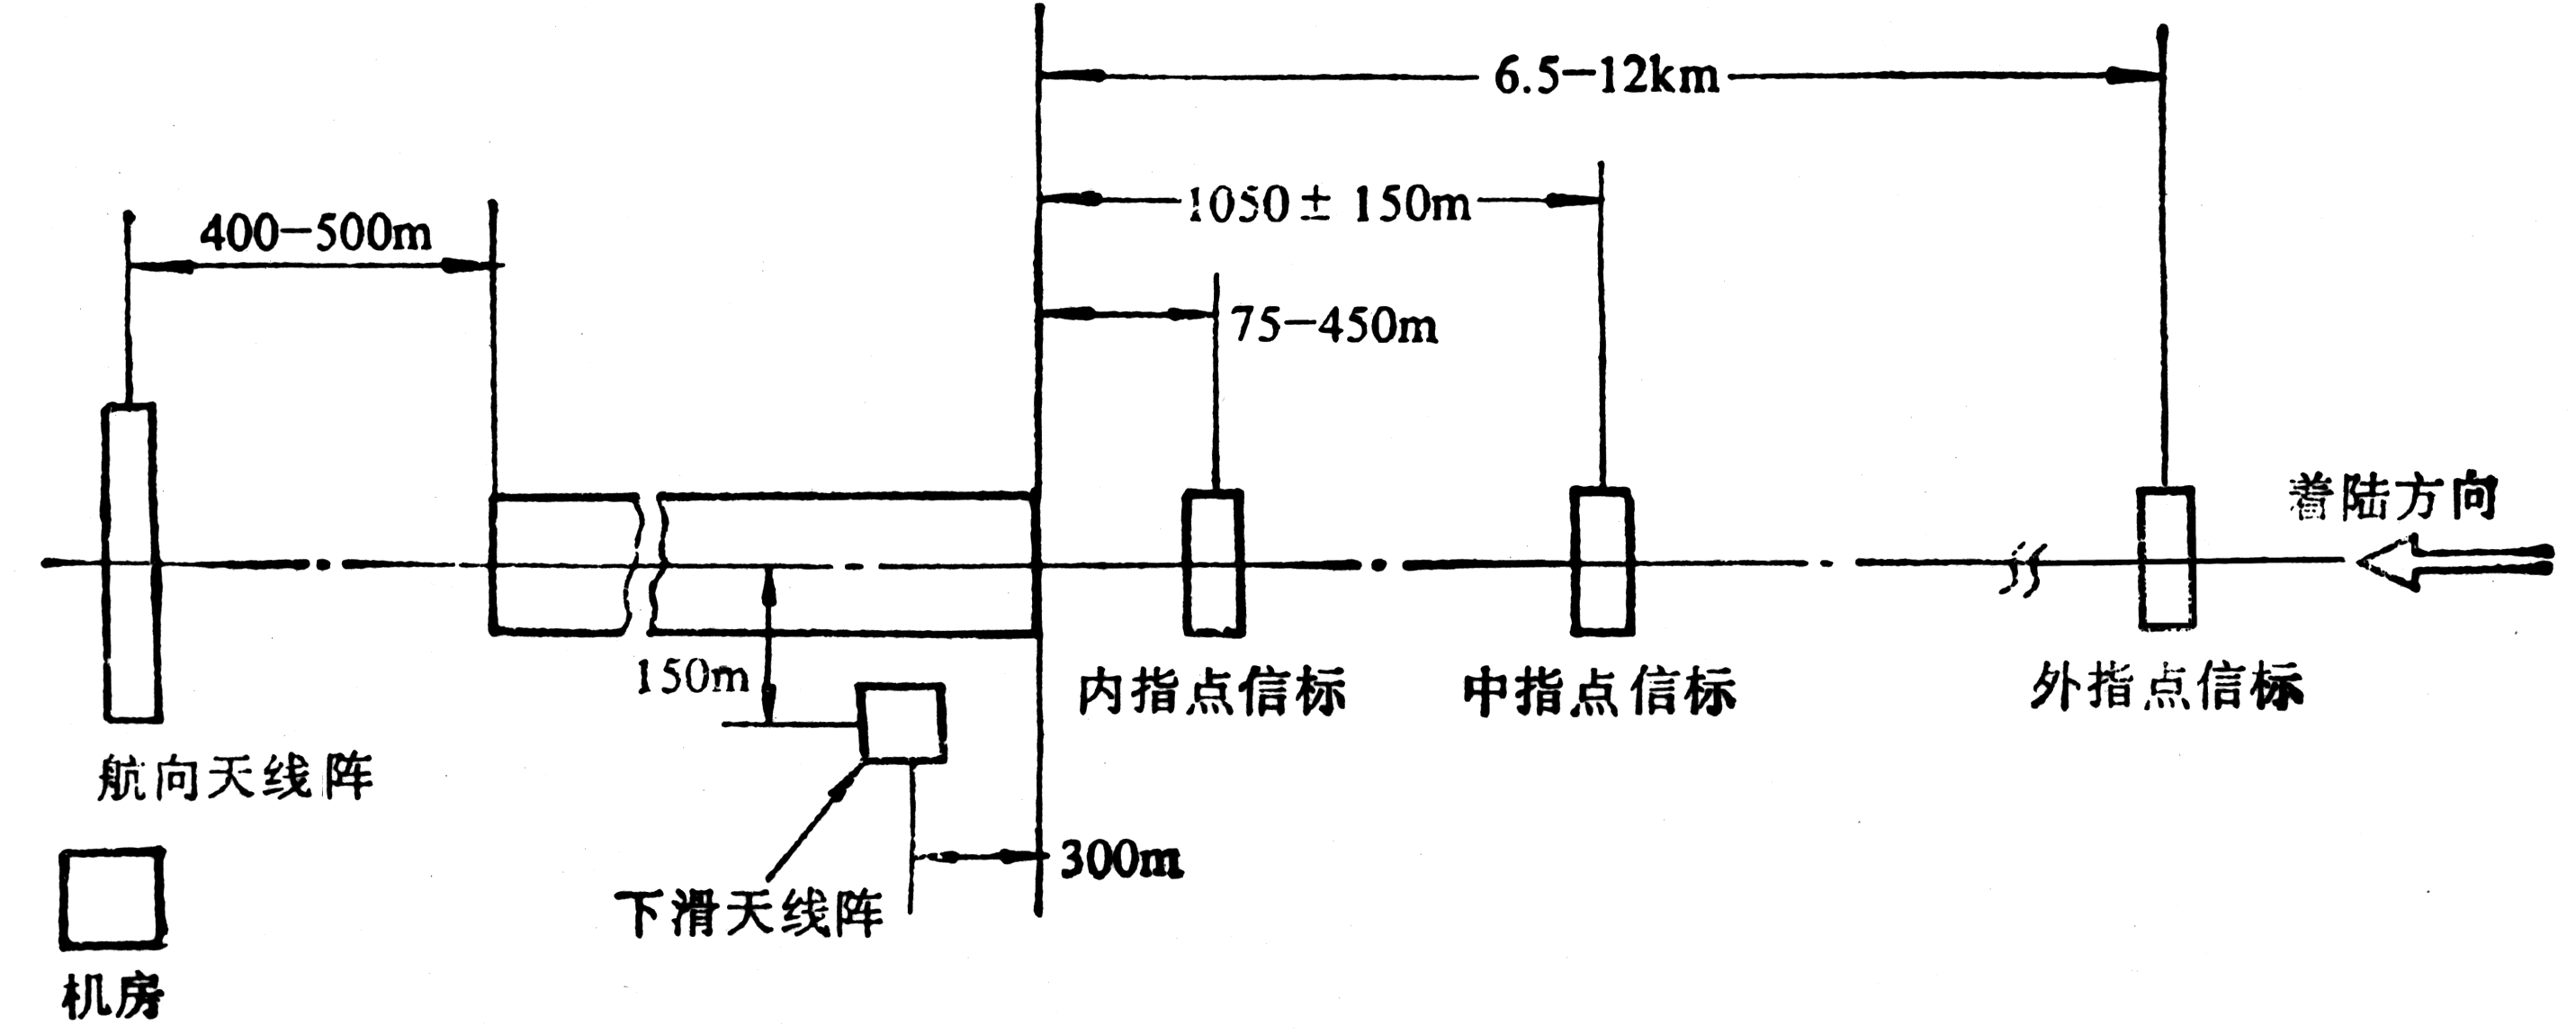 6.5-12km
1050±150m
400-500m
75-450m
着陆方向
150m
内指点信标
中指点信标
外指点信标
航向天线阵
300m
下滑天线阵
机房